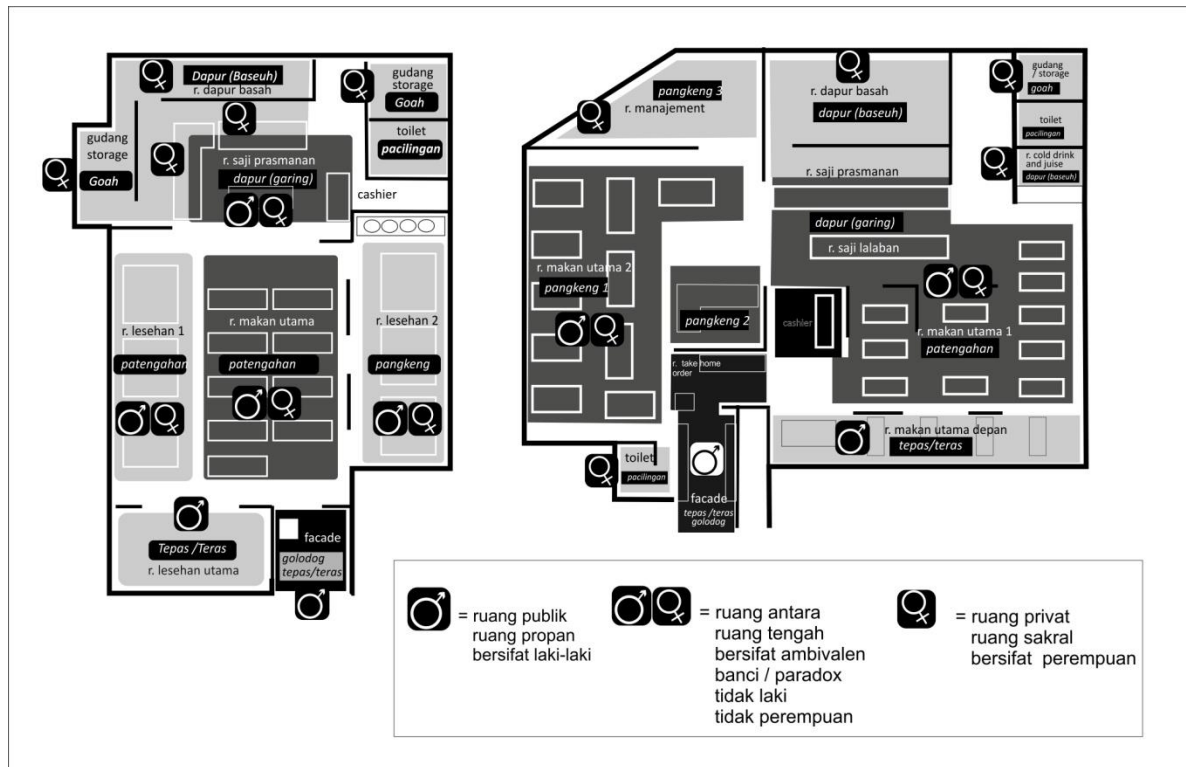 Dapur (Baseuh)
r. dapur basah
gudang
storage
Goah
gudang
storage
Goah
toilet
pacilingan
r. saji prasmanan
dapur (garing)
cashier
r. lesehan 1
patengahan
r. makan utama
patengahan
r. lesehan 2
pangkeng
Tepas /Teras
r. lesehan utama
facade
golodog
tepas/teras
pangkeng 3
r. manajement
r. dapur basah
dapur (baseuh)
gudang
/ storage
goah
toilet
pacilingan
r. cold drink
and juise
dapur (baseuh)
r. saji prasmanan
dapur (garing)
r. saji lalaban
r. makan utama 2
pangkeng 1
pangkeng 2
cashier
r. makan utama 1
patengahan
r. take home
order
r. makan utama depan
tepas/teras
toilet
pacilingan
facade
tepas /teras
golodog
= ruang publik
ruang propan
bersifat laki-laki
= ruang antara
ruang tengah
bersifat ambivalen
banci / paradox
tidak laki
tidak perempuan
= ruang privat
ruang sakral
bersifat perempuan